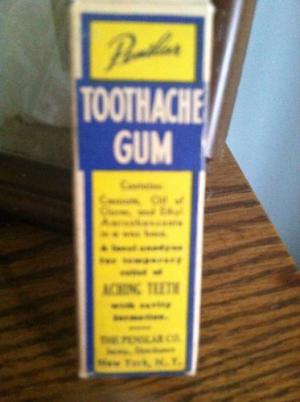 Penslar
TOOTHACHE
GUM
Contains:
Creosote, Oil of
Cloves, and Ethyl
Aminobenzoate
in a wax base.
A local anodyne
for temporary
relief of
ACHING TEETH
with cavity
formation.
THE PENSLAR CO.
Distributors
New York, N. Y.